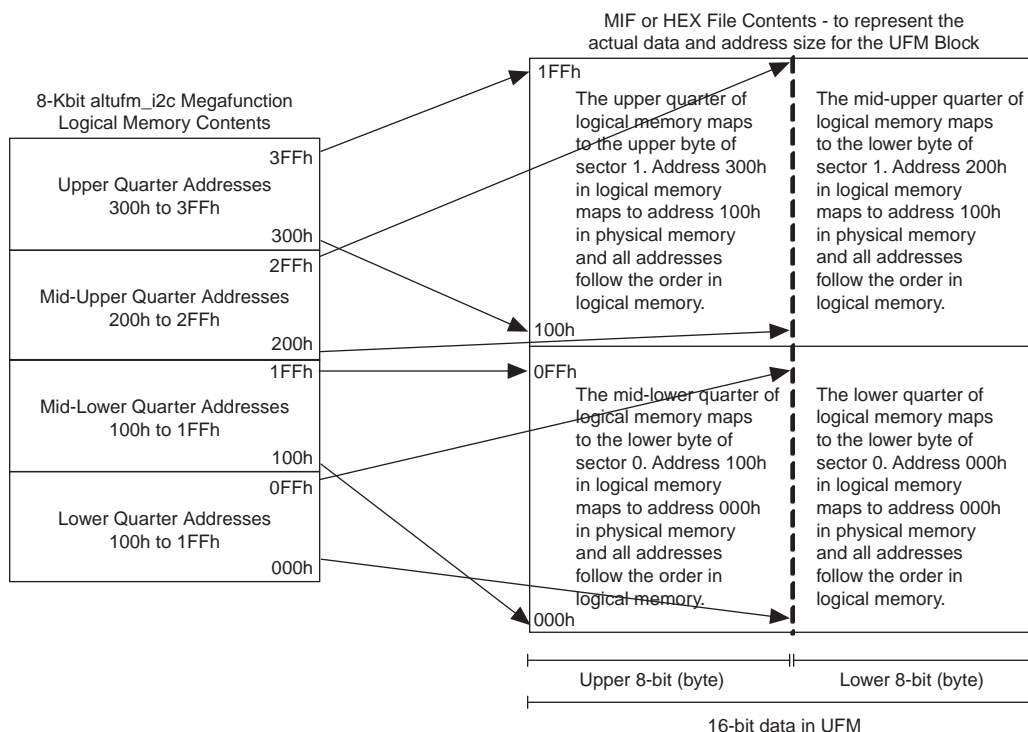 MIF or HEX File Contents - to represent the
actual data and address size for the UFM Block
8-Kbit altufm_i2c Megafunction
Logical Memory Contents
3FFh
Upper Quarter Addresses
300h to 3FFh
300h
2FFh
Mid-Upper Quarter Addresses
200h to 2FFh
200h
1FFh
Mid-Lower Quarter Addresses
100h to 1FFh
100h
0FFh
Lower Quarter Addresses
100h to 1FFh
000h
1FFh
The upper quarter of
logical memory maps
to the upper byte of
sector 1. Address 300h
in logical memory
maps to address 100h
in physical memory
and all addresses
follow the order in
logical memory.
100h
The mid-upper quarter of
logical memory maps
to the lower byte of
sector 1. Address 200h
in logical memory
maps to address 100h
in physical memory
and all addresses
follow the order in
logical memory.
0FFh
The mid-lower quarter of
logical memory maps
to the lower byte of
sector 0. Address 100h
in logical memory
maps to address 000h
in physical memory
and all addresses
follow the order in
logical memory.
000h
The lower quarter of
logical memory maps
to the lower byte of
sector 0. Address 000h
in logical memory
maps to address 000h
in physical memory
and all addresses
follow the order in
logical memory.
Upper 8-bit (byte)
Lower 8-bit (byte)
16-bit data in UFM